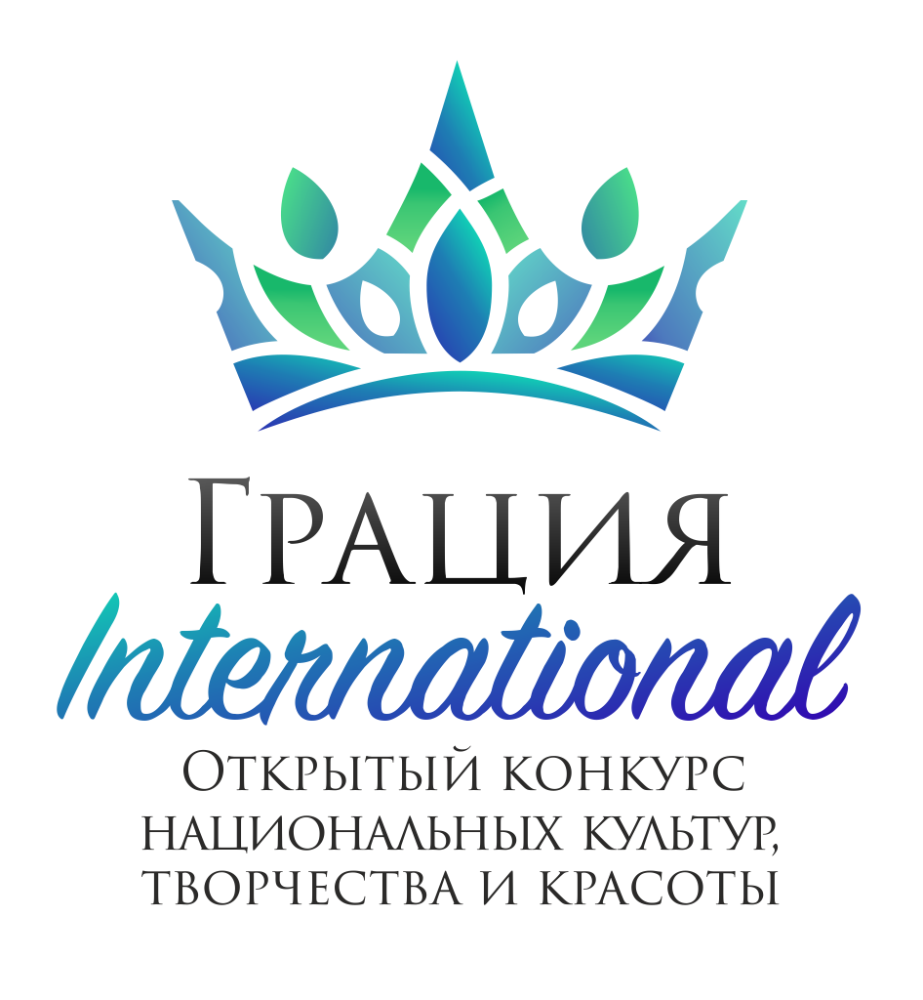 Грация
International
Открытый конкурс
национальных культур,
творчества и красоты